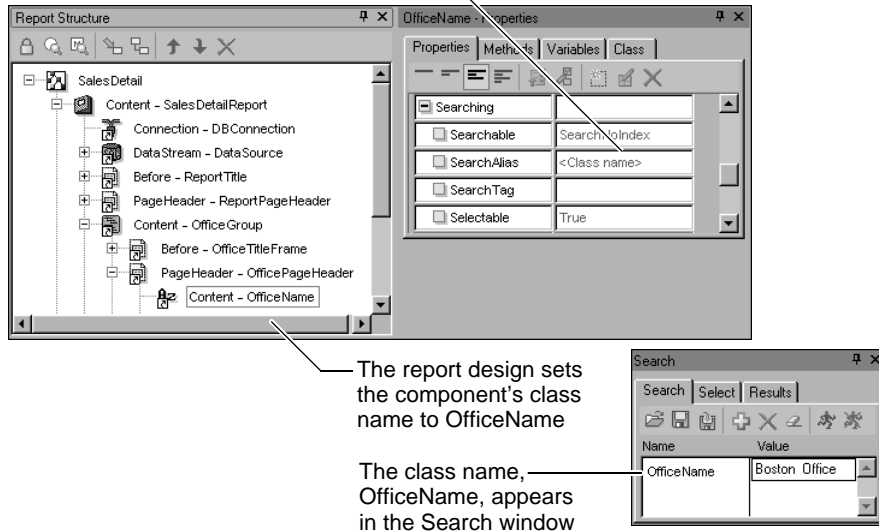 Report Structure
SalesDetail
Content - SalesDetailReport
Connection - DBConnection
DataStream - DataSource
Before - ReportTitle
PageHeader - ReportPageHeader
Content - OfficeGroup
Before - OfficeTitleFrame
PageHeader - OfficePageHeader
Content - OfficeName
OfficeName - Properties
Properties Methods Variables Class
Searching
Searchable SearchNoIndex
SearchAlias <Class name>
SearchTag
Selectable True
The report design sets
the component's class
name to OfficeName
The class name,
OfficeName, appears
in the Search window
Search
Search Select Results
Name Value
OfficeName Boston Office